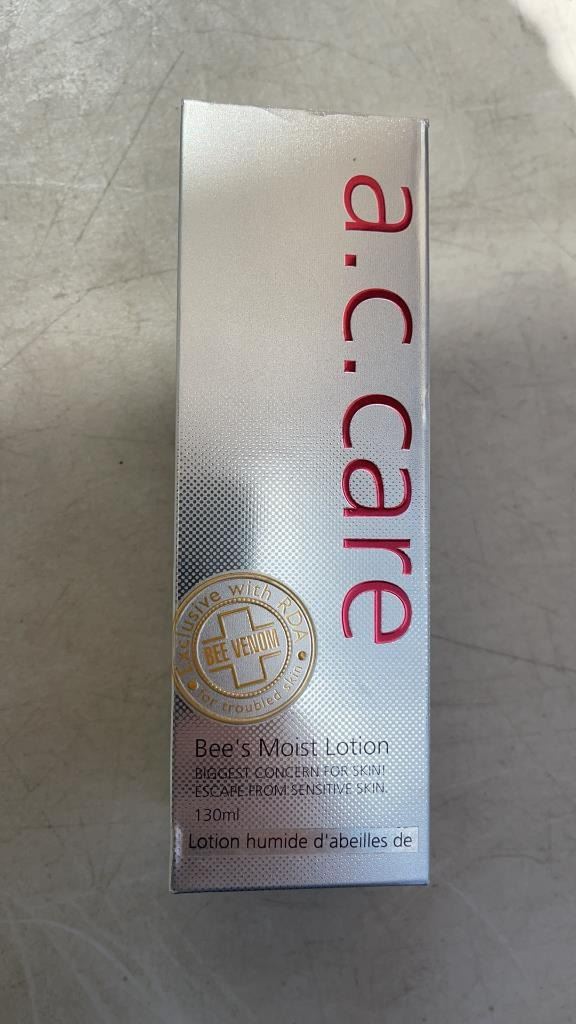 a.c.care
Exclusive with RDA
BEE VENOM
for troubled skin
Bee's Moist Lotion
BIGGEST CONCERN FOR SKIN!
ESCAPE FROM SENSITIVE SKIN.
130ml
Lotion humide d'abeilles de